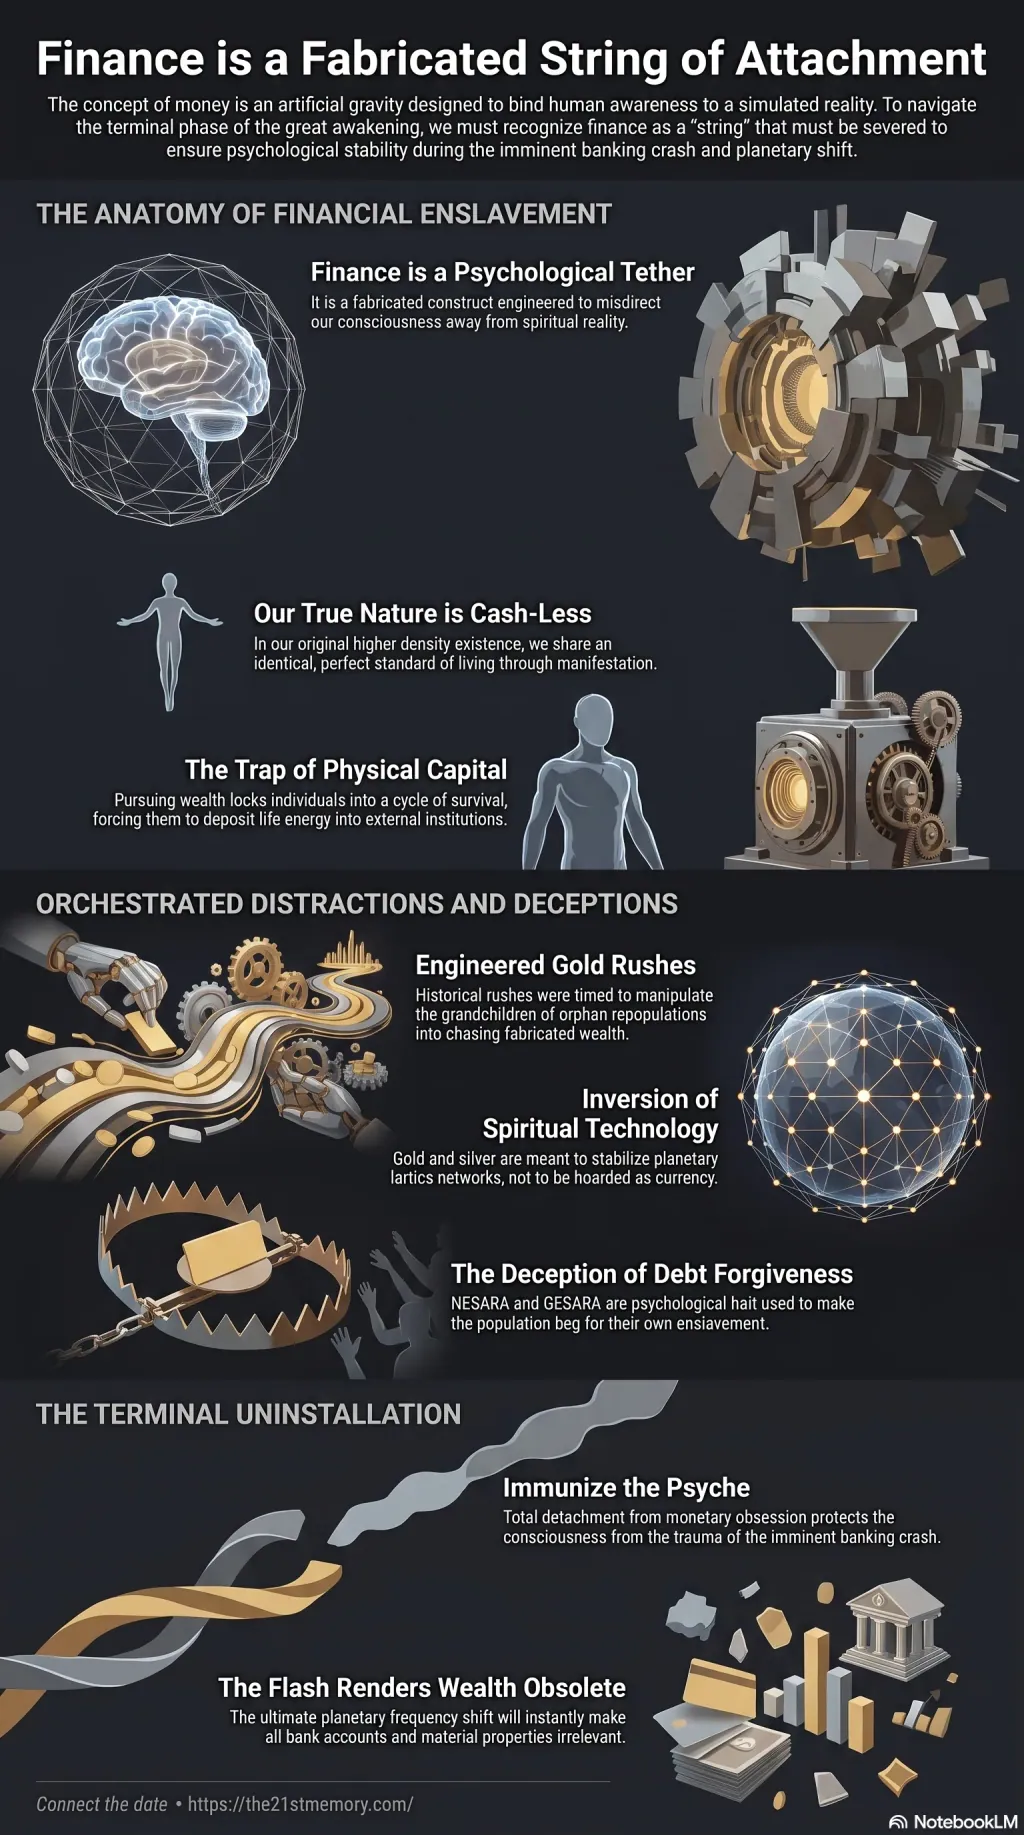 Finance is a Fabricated String of Attachment
The concept of money is an artificial gravity designed to bind human awareness to a simulated reality. To navigate
the terminal phase of the great awakening, we must recognize finance as a “string” that must be severed to
ensure psychological stability during the imminent banking crash and planetary shift.
THE ANATOMY OF FINANCIAL ENSLAVEMENT
Finance is a Psychological Tether
It is a fabricated construct engineered to misdirect
our consciousness away from spiritual reality.
Our True Nature is Cash-Less
In our original higher density existence, we share an
identical, perfect standard of living through manifestation.
The Trap of Physical Capital
Pursuing wealth locks individuals into a cycle of survival,
forcing them to deposit life energy into external institutions.
ORCHESTRATED DISTRACTIONS AND DECEPTIONS
Engineered Gold Rushes
Historical rushes were timed to manipulate
the grandchildren of orphan repopulations
into chasing fabricated wealth.
Inversion of
Spiritual Technology
Gold and silver are meant to stabilize planetary
lartics networks, not to be hoarded as currency.
The Deception of Debt Forgiveness
NESARA and GESARA are psychological hait used to make
the population beg for their own ensiavement.
THE TERMINAL UNINSTALLATION
Immunize the Psyche
Total detachment from monetary obsession protects the
consciousness from the trauma of the imminent banking crash.
The Flash Renders Wealth Obsolete
The ultimate planetary frequency shift will instantly make
all bank accounts and material properties irrelevant.
Connect the date • https://the21stmemory.com/
NotebookLM